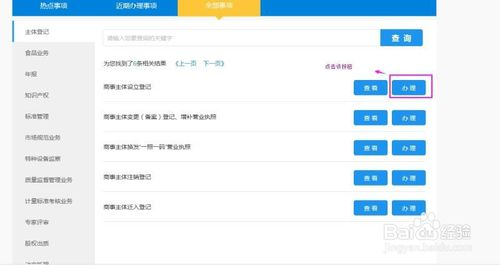 热点事项 近期办理事项 全部事项
主体登记
食品业务
年报
知识产权
标准管理
市场规范业务
特种设备监察
质量监督管理业务
计量标准考核业务
专家评审
股权出质
请输入您要查询的关键字 查询
为您找到了6条相关结果 《上一页 下一页》
点击该按钮
商事主体设立登记 查看 办理
商事主体变更（备案）登记、增补营业执照 查看 办理
商事主体换发“一照一码”营业执照 查看 办理
商事主体注销登记 查看 办理
商事主体迁入登记 查看 办理
Baidu经验
jingyan.baidu.com